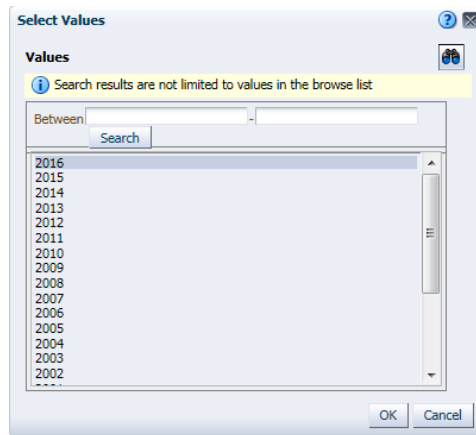 Select Values
Values
Search results are not limited to values in the browse list
Between -
Search
2016
2015
2014
2013
2012
2011
2010
2009
2008
2007
2006
2005
2004
2003
2002
OK Cancel